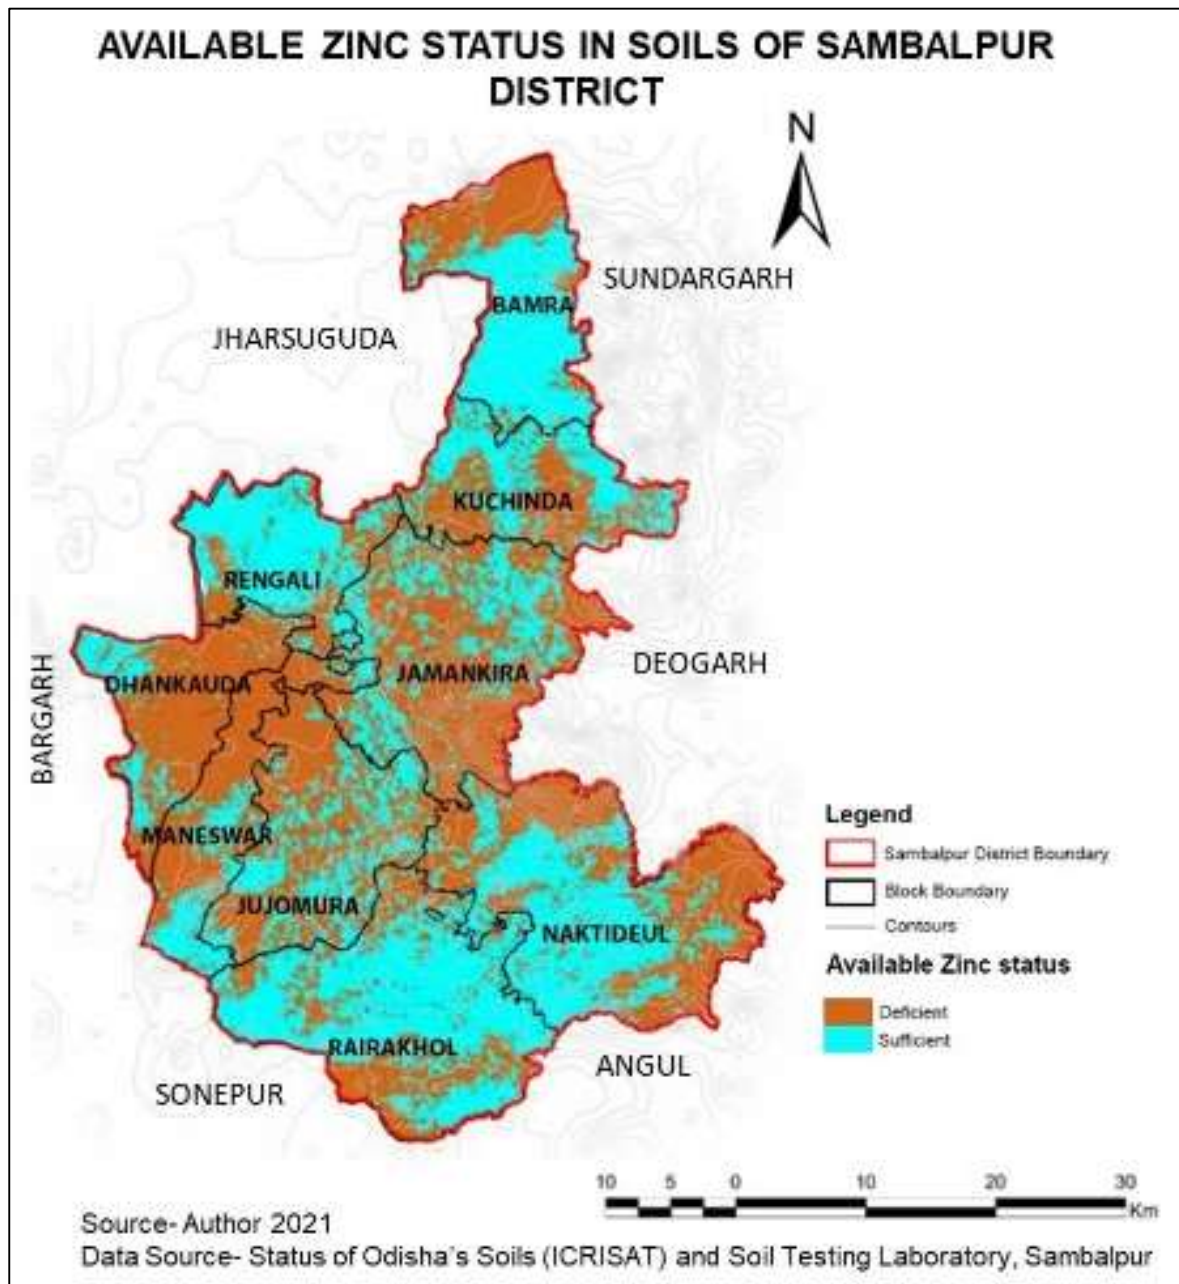 AVAILABLE ZINC STATUS IN SOILS OF SAMBALPUR
DISTRICT
N
SUNDARGARH
BAMRA
JHARSUGUDA
KUCHINDA
RENGALI
BARGARH
DEOGARH
JAMANKIRA
DHANKAUDA
MANESWAR
JUJOMURA
NAKTIDEUL
RAIRAKHOL
ANGUL
SONEPUR
Legend
Sambalpur District Boundary
Block Boundary
Contours
Available Zinc status
Deficient
Sufficient
10 5 0 10 20 30
Km
Source- Author 2021
Data Source- Status of Odisha's Soils (ICRISAT) and Soil Testing Laboratory, Sambalpur